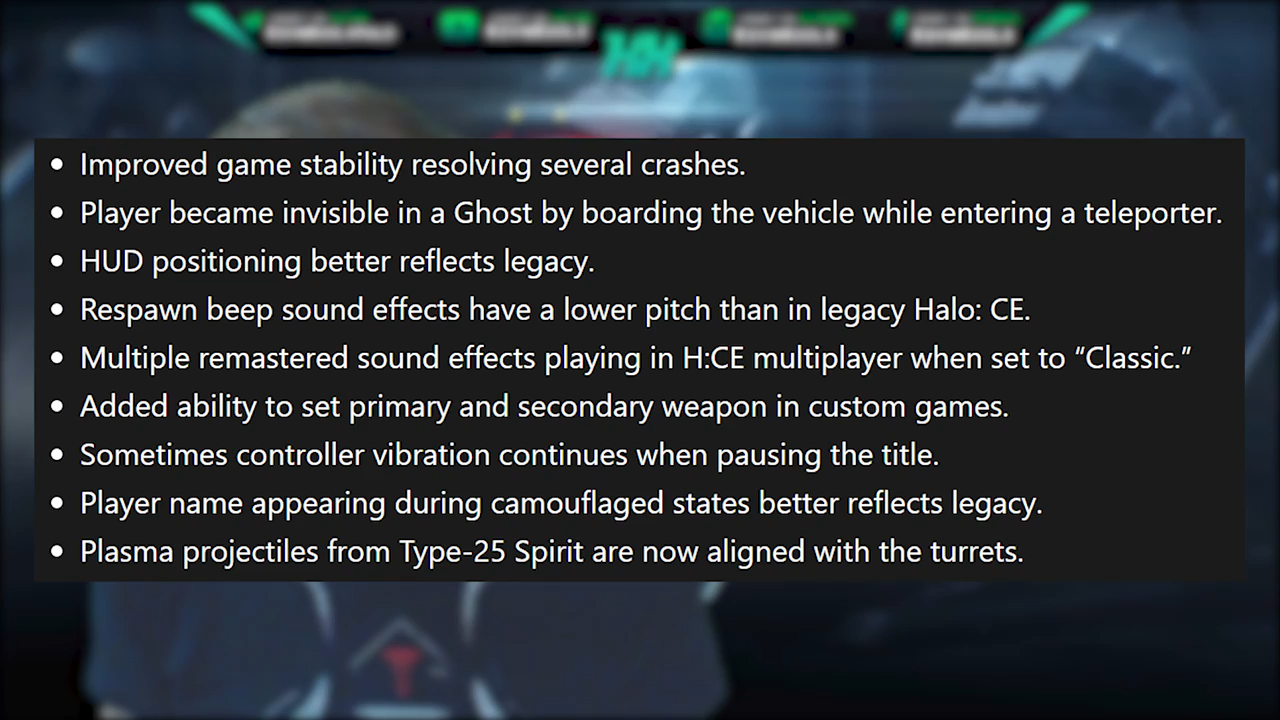 Improved game stability resolving several crashes.
Player became invisible in a Ghost by boarding the vehicle while entering a teleporter.
HUD positioning better reflects legacy.
Respawn beep sound effects have a lower pitch than in legacy Halo: CE.
Multiple remastered sound effects playing in H:CE multiplayer when set to “Classic.”
Added ability to set primary and secondary weapon in custom games.
Sometimes controller vibration continues when pausing the title.
Player name appearing during camouflaged states better reflects legacy.
Plasma projectiles from Type-25 Spirit are now aligned with the turrets.